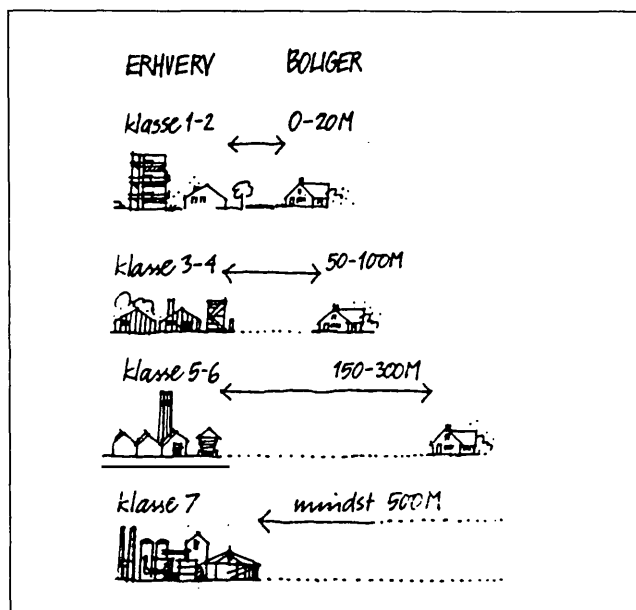 ERHVERV BOLIGER
klasse 1-2 0-20M
klasse 3-4 50-100M
klasse 5-6 150-300M
klasse 7 mindst 500M